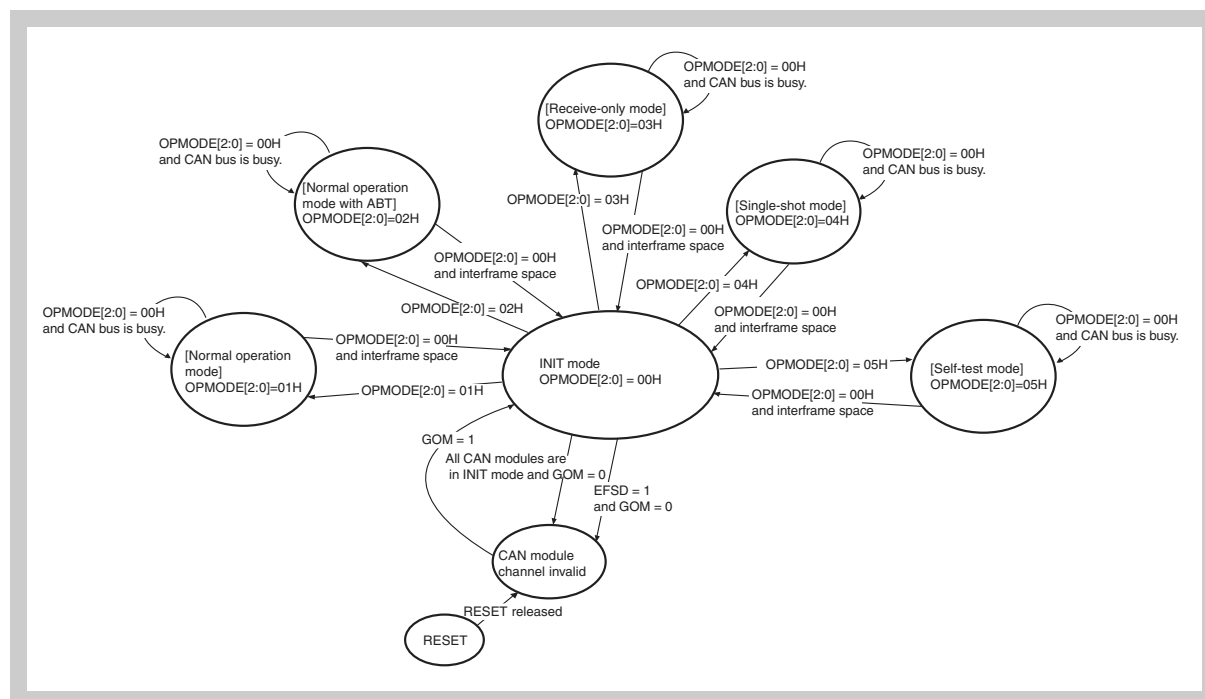 OPMODE[2:0] = 00H
and CAN bus is busy.
[Receive-only mode]
OPMODE[2:0]=03H
OPMODE[2:0] = 00H
and CAN bus is busy.
[Normal operation
mode with ABT]
OPMODE[2:0]=02H
OPMODE[2:0] = 00H
and CAN bus is busy.
[Single-shot mode]
OPMODE[2:0]=04H
OPMODE[2:0] = 03H
OPMODE[2:0] = 00H
and interframe space
OPMODE[2:0] = 00H
and interframe space
OPMODE[2:0] = 04H
OPMODE[2:0] = 02H
OPMODE[2:0] = 00H
and interframe space
OPMODE[2:0] = 00H
and CAN bus is busy.
[Normal operation
mode]
OPMODE[2:0]=01H
OPMODE[2:0] = 00H
and interframe space
OPMODE[2:0] = 01H
INIT mode
OPMODE[2:0] = 00H
OPMODE[2:0] = 05H
OPMODE[2:0] = 00H
and interframe space
OPMODE[2:0] = 00H
and CAN bus is busy.
[Self-test mode]
OPMODE[2:0]=05H
GOM = 1
All CAN modules are
in INIT mode and GOM = 0
EFSD = 1
and GOM = 0
CAN module
channel invalid
RESET released
RESET